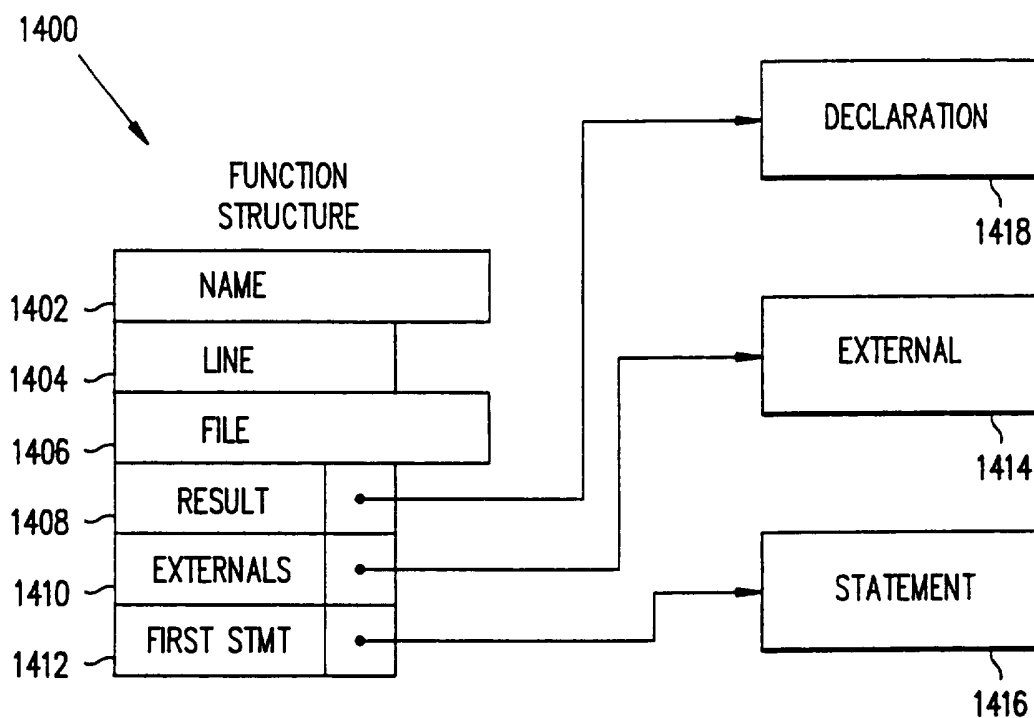 1400
FUNCTION
STRUCTURE
NAME
1402
LINE
1404
FILE
1406
RESULT
1408
EXTERNALS
1410
FIRST STMT
1412
DECLARATION
1418
EXTERNAL
1414
STATEMENT
1416